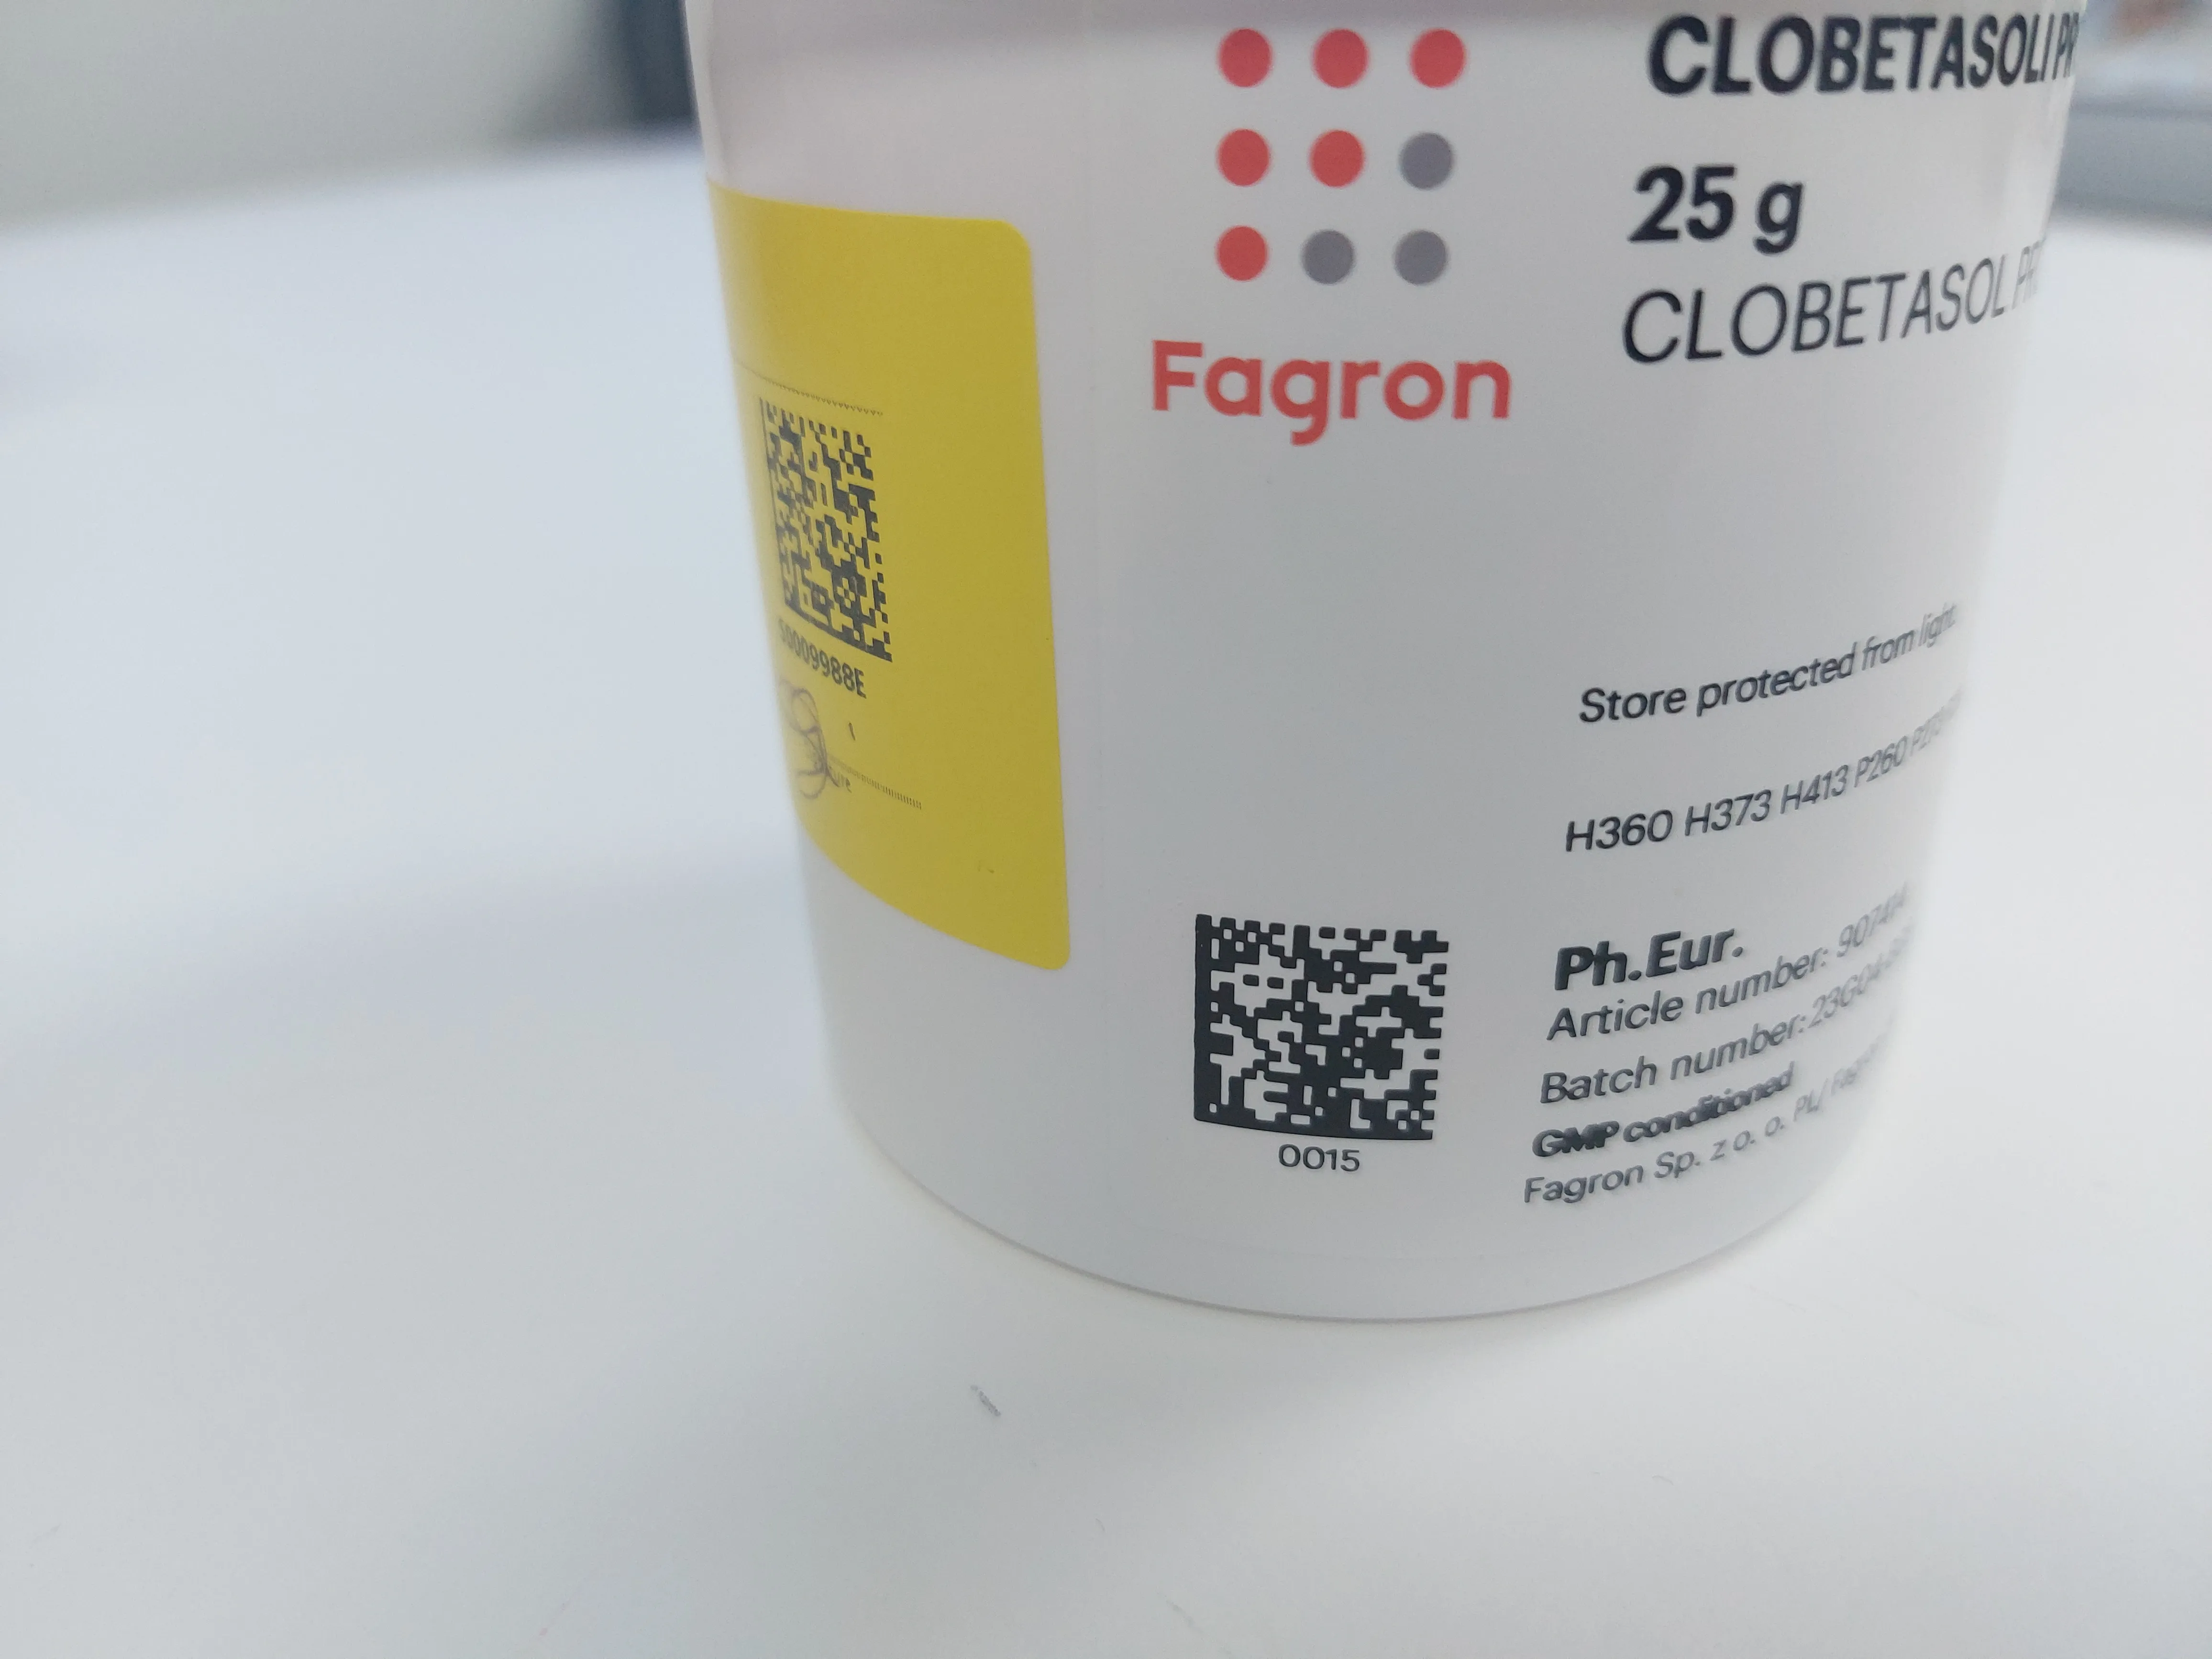 CLOBETASOLI
25 g
CLOBETASOL
Fagron
Store protected from light
H360 H373 H413 P260
Ph.Eur.
Article number:
Batch number:
GMP conditioned
Fagron Sp. z o. o. PL/
0015